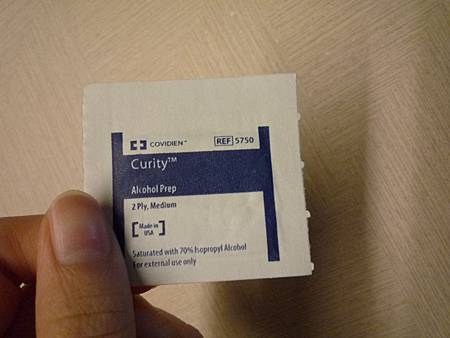 COVIDIEN™ REF 5750
Curity™
Alcohol Prep
2 Ply, Medium
Made in
USA
Saturated with 70% Isopropyl Alcohol
For external use only